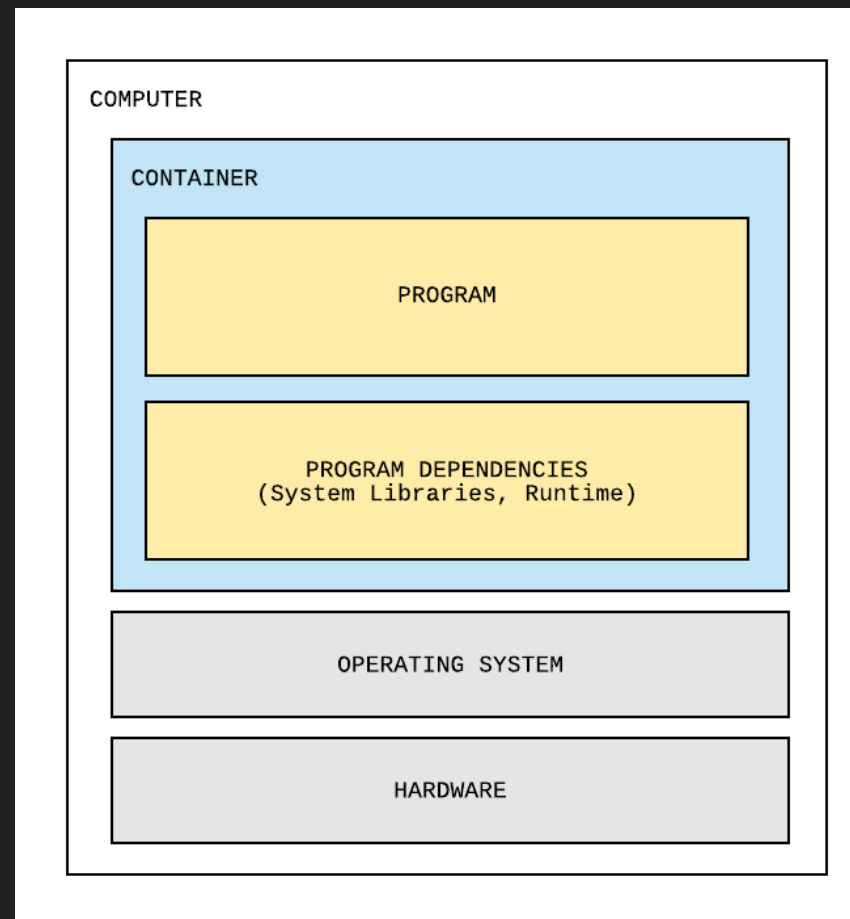 COMPUTER
CONTAINER
PROGRAM
PROGRAM DEPENDENCIES
(System Libraries, Runtime)
OPERATING SYSTEM
HARDWARE